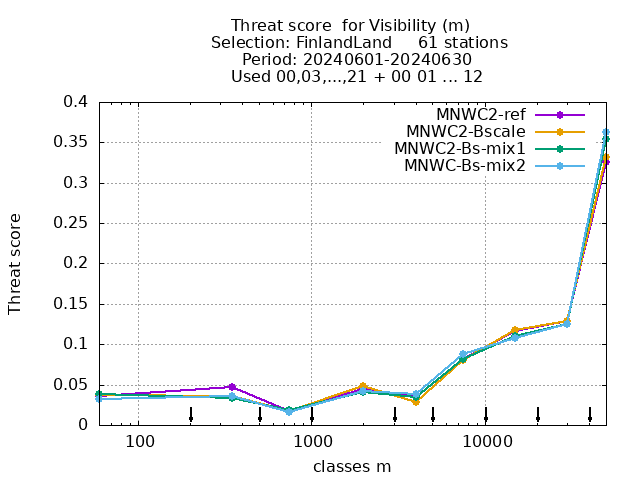 Threat score  for Visibility (m)
Selection: FinlandLand     61 stations
Period: 20240601-20240630
Used 00,03,...,21 + 00 01 ... 12
MNWC2-ref
MNWC2-Bscale
MNWC2-Bs-mix1
MNWC-Bs-mix2
0.4
0.35
0.3
0.25
0.2
0.15
0.1
0.05
0
Threat score
100
1000
10000
classes m